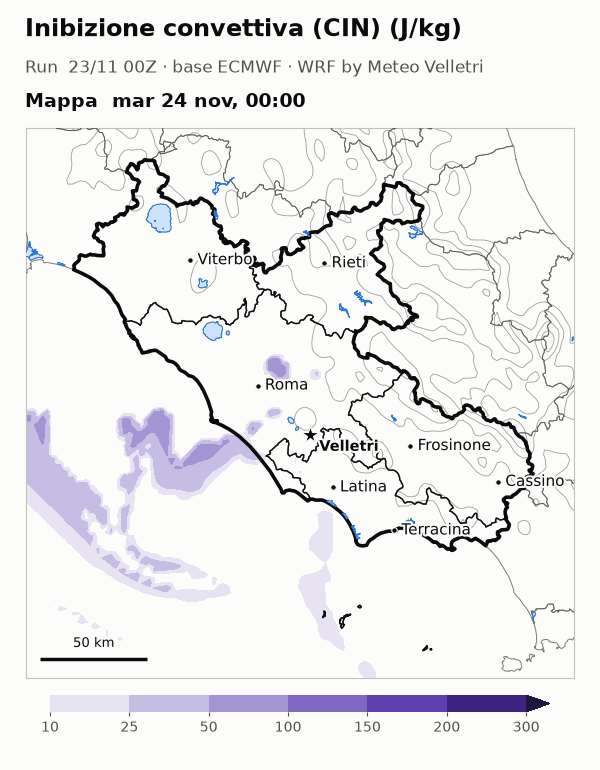 Inibizione convettiva (CIN) (J/kg)
Run  23/11 00Z · base ECMWF · WRF by Meteo Velletri
Mappa  mar 24 nov, 00:00
Viterbo
Rieti
Roma
Velletri
Frosinone
Cassino
Latina
Terracina
50 km
10 25 50 100 150 200 300